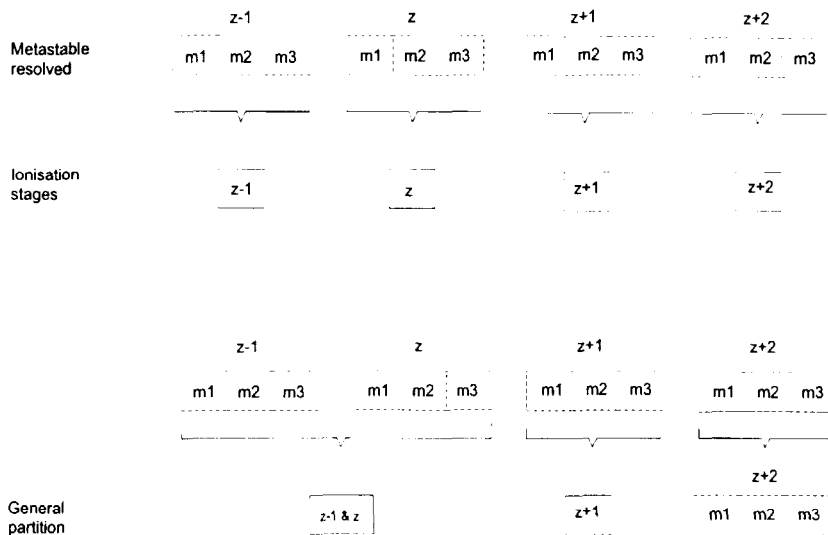 z-1 z z+1 z+2
Metastable
resolved
m1 m2 m3 m1 m2 m3 m1 m2 m3 m1 m2 m3
Ionisation
stages
z-1 z z+1 z+2
z-1 z z+1 z+2
m1 m2 m3 m1 m2 m3 m1 m2 m3 m1 m2 m3
z+2
General
partition
z-1 & z z+1 m1 m2 m3